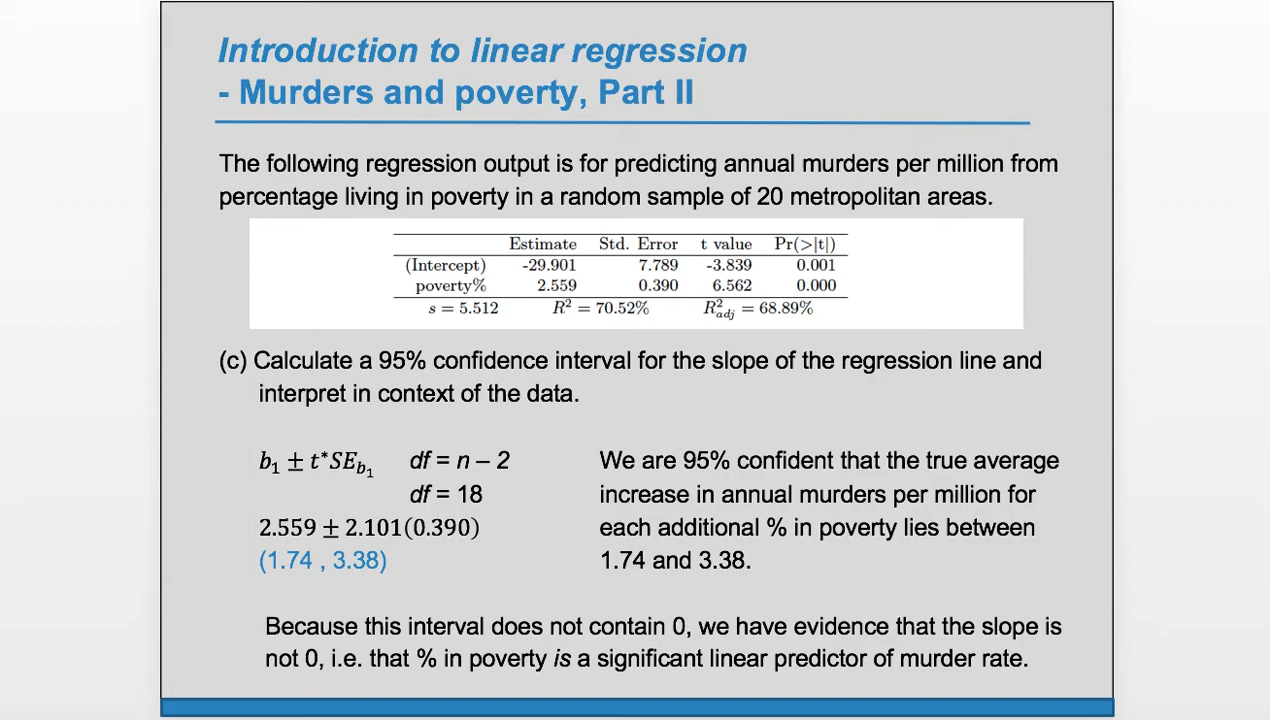 Introduction to linear regression
- Murders and poverty, Part II
The following regression output is for predicting annual murders per million from
percentage living in poverty in a random sample of 20 metropolitan areas.
Estimate Std. Error t value Pr(>|t|)
(Intercept) -29.901 7.789 -3.839 0.001
poverty% 2.559 0.390 6.562 0.000
s = 5.512 R² = 70.52% R²adj = 68.89%
(c) Calculate a 95% confidence interval for the slope of the regression line and
interpret in context of the data.
b₁ ± t*SE_b₁ df = n – 2
df = 18
2.559 ± 2.101(0.390)
(1.74 , 3.38)
We are 95% confident that the true average
increase in annual murders per million for
each additional % in poverty lies between
1.74 and 3.38.
Because this interval does not contain 0, we have evidence that the slope is
not 0, i.e. that % in poverty is a significant linear predictor of murder rate.